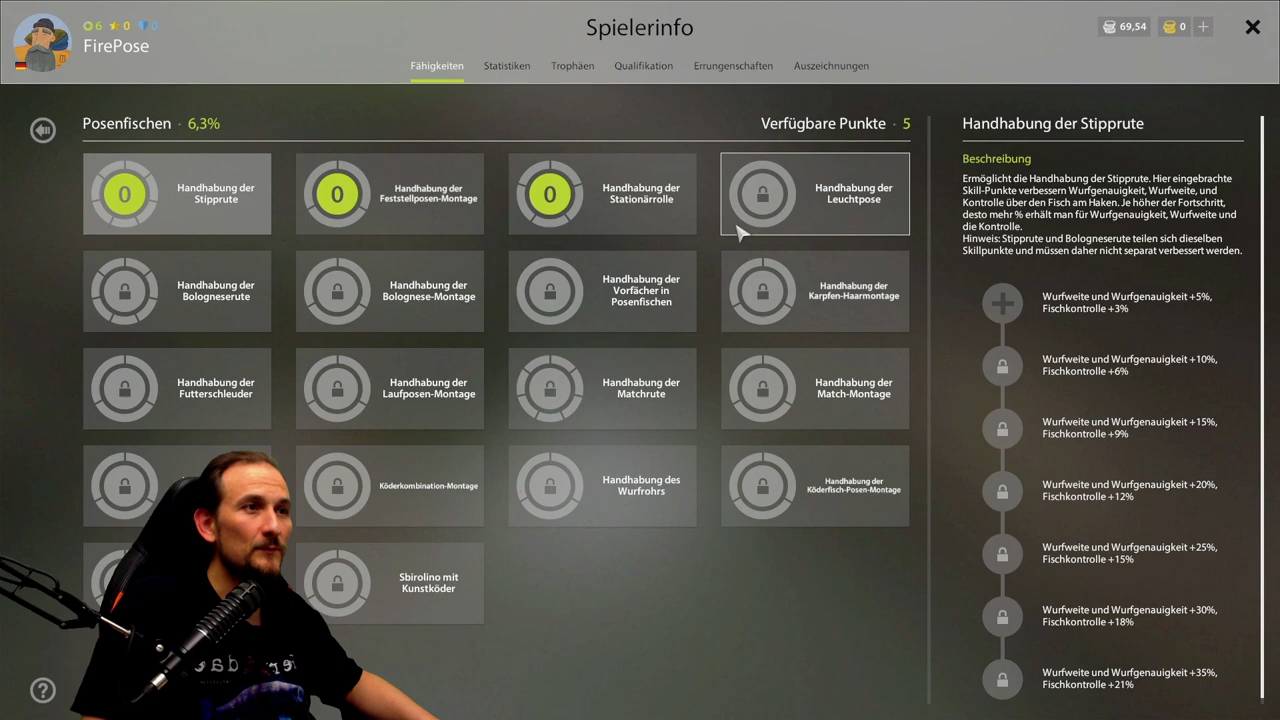 6 0 0
FirePose
Spielerinfo
69,54
0
Fähigkeiten
Statistiken
Trophäen
Qualifikation
Errungenschaften
Auszeichnungen
Posenfischen · 6,3%
Verfügbare Punkte · 5
0
Handhabung der
Stipprute
0
Handhabung der
Feststellposen-Montage
0
Handhabung der
Stationärrolle
Handhabung der
Leuchtpose
Handhabung der
Bologneserute
Handhabung der
Bolognese-Montage
Handhabung der
Vorfächer in
Posenfischen
Handhabung der
Karpfen-Haarmontage
Handhabung der
Futterschleuder
Handhabung der
Laufposen-Montage
Handhabung der
Matchrute
Handhabung der
Match-Montage
Köderkombination-Montage
Handhabung des
Wurfrohrs
Handhabung der
Köderfisch-Posen-Montage
Sbirolino mit
Kunstköder
?
Handhabung der Stipprute
Beschreibung
Ermöglicht die Handhabung der Stipprute. Hier eingebrachte
Skill-Punkte verbessern Wurfgenauigkeit, Wurfweite, und
Kontrolle über den Fisch am Haken. Je höher der Fortschritt,
desto mehr % erhält man für Wurfgenauigkeit, Wurfweite und
die Kontrolle.
Hinweis: Stipprute und Bologneserute teilen sich dieselben
Skillpunkte und müssen daher nicht separat verbessert werden.
Wurfweite und Wurfgenauigkeit +5%,
Fischkontrolle +3%
Wurfweite und Wurfgenauigkeit +10%,
Fischkontrolle +6%
Wurfweite und Wurfgenauigkeit +15%,
Fischkontrolle +9%
Wurfweite und Wurfgenauigkeit +20%,
Fischkontrolle +12%
Wurfweite und Wurfgenauigkeit +25%,
Fischkontrolle +15%
Wurfweite und Wurfgenauigkeit +30%,
Fischkontrolle +18%
Wurfweite und Wurfgenauigkeit +35%,
Fischkontrolle +21%